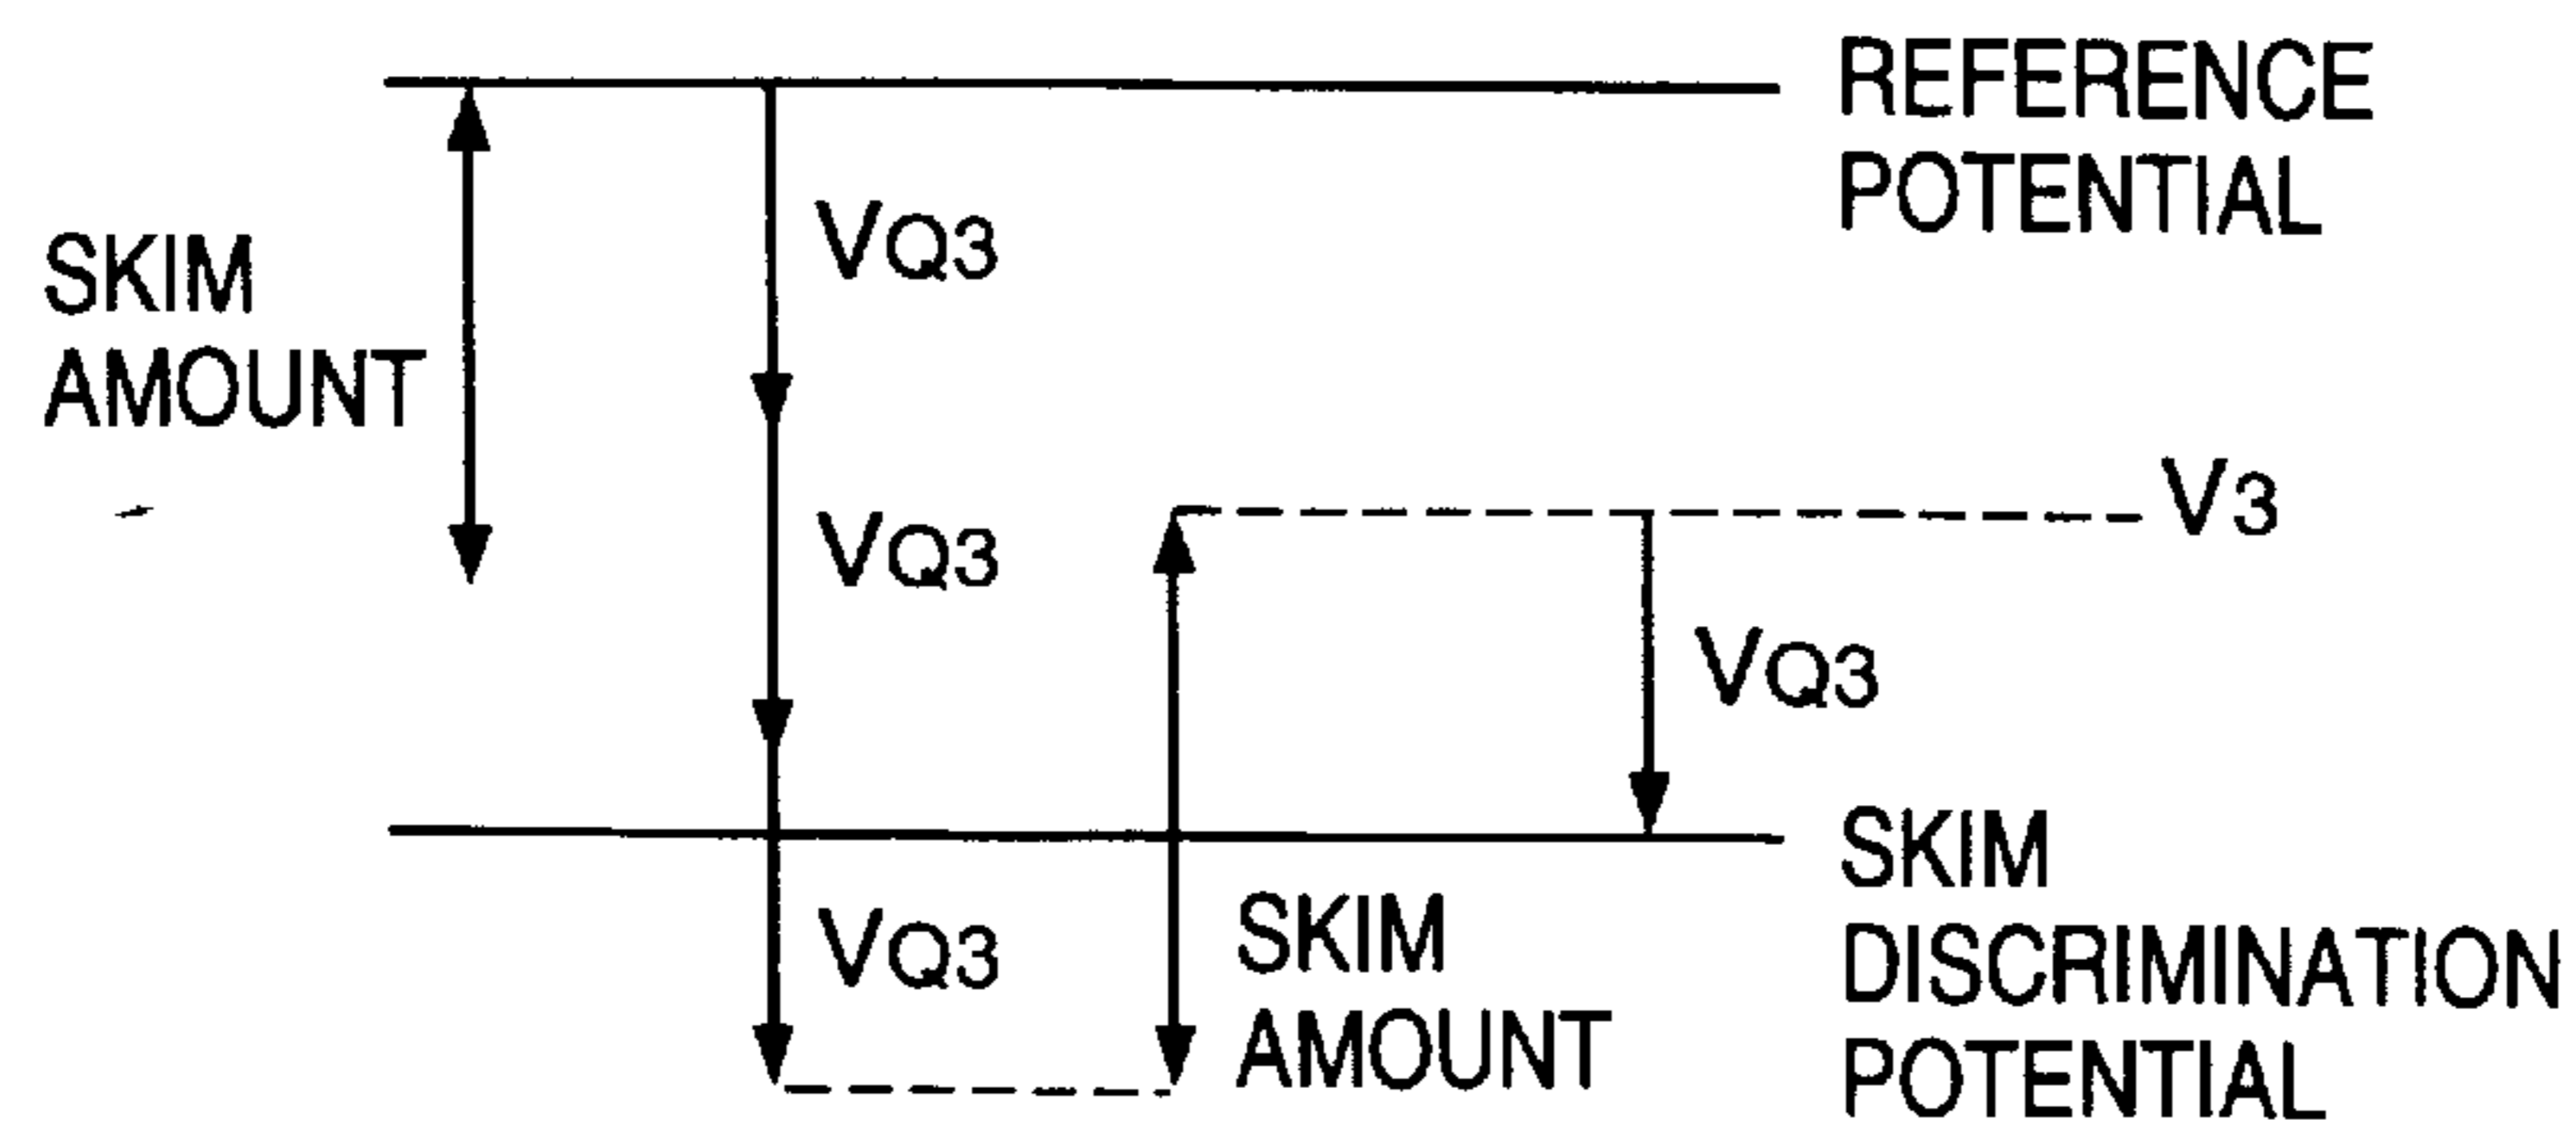 REFERENCE
POTENTIAL
VQ3
SKIM
AMOUNT
VQ3
V3
VQ3
SKIM
DISCRIMINATION
POTENTIAL
VQ3
SKIM
AMOUNT